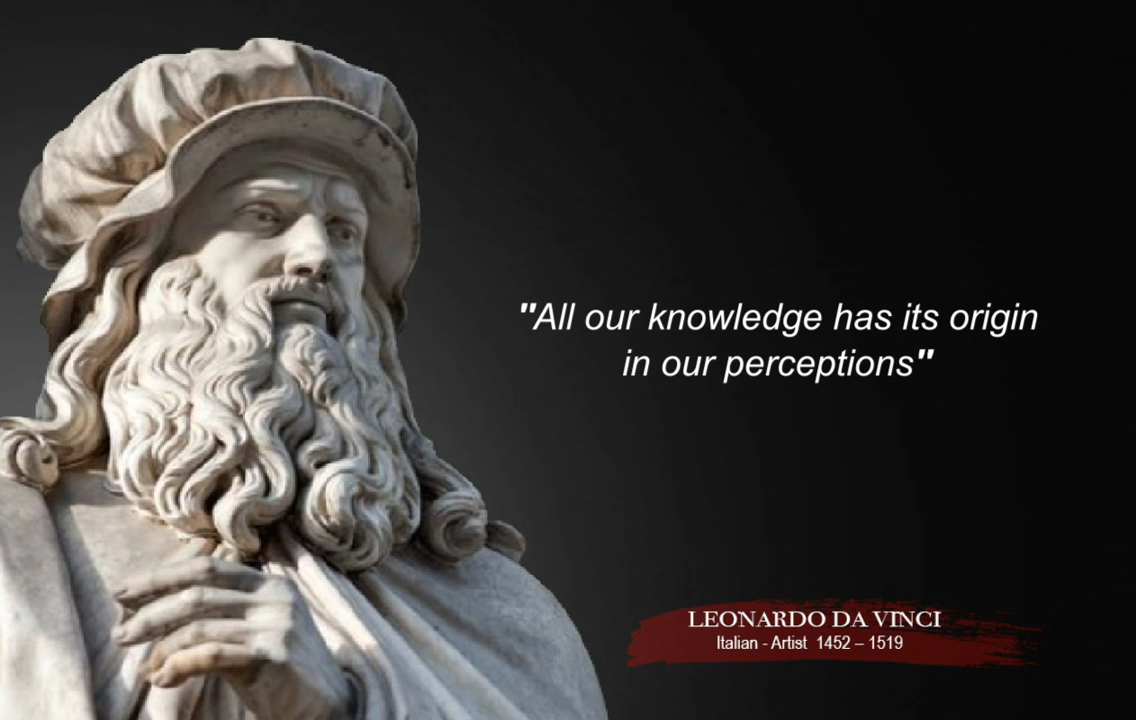 "All our knowledge has its origin
in our perceptions"
LEONARDO DA VINCI
Italian - Artist 1452 – 1519